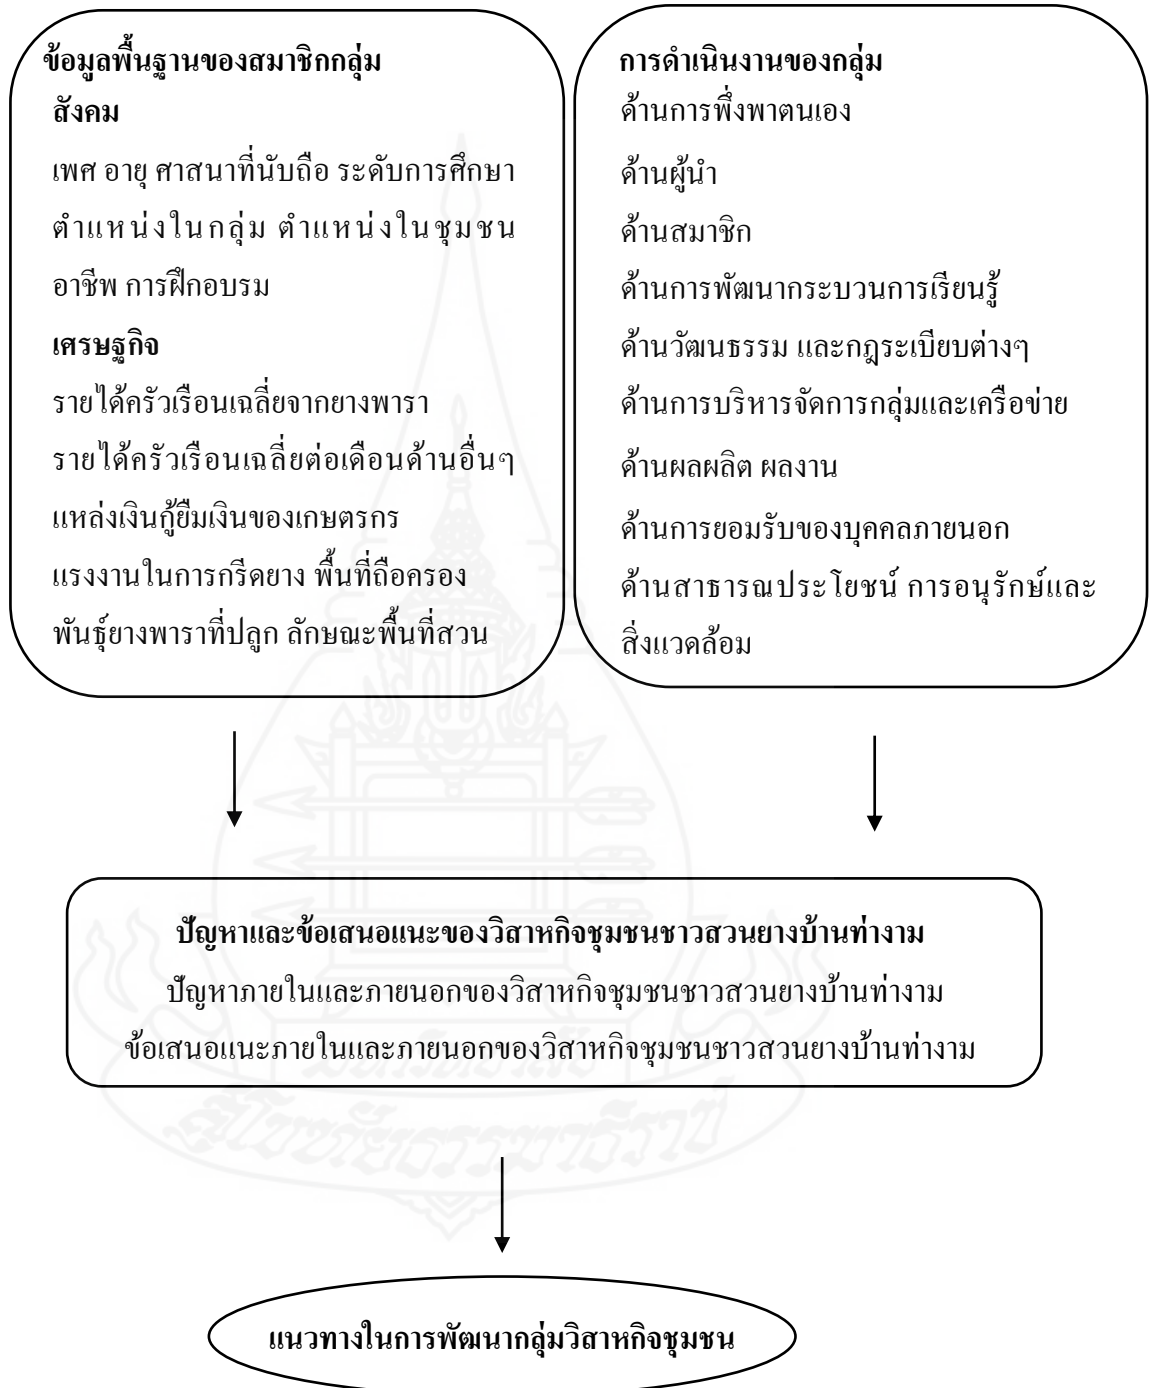 ข้อมูลพื้นฐานของสมาชิกกลุ่ม
สังคม
เพศ อายุ ศาสนาที่นับถือ ระดับการศึกษา
ตำแหน่งในกลุ่ม ตำแหน่งในชุมชน
อาชีพ การฝึกอบรม
เศรษฐกิจ
รายได้ครัวเรือนเฉลี่ยจากยางพารา
รายได้ครัวเรือนเฉลี่ยต่อเดือนด้านอื่นๆ
แหล่งเงินกู้ยืมเงินของเกษตรกร
แรงงานในการกรีดยาง พื้นที่ถือครอง
พันธุ์ยางพาราที่ปลูก ลักษณะพื้นที่สวน
การดำเนินงานของกลุ่ม
ด้านการพึ่งพาตนเอง
ด้านผู้นำ
ด้านสมาชิก
ด้านการพัฒนากระบวนการเรียนรู้
ด้านวัฒนธรรม และกฎระเบียบต่างๆ
ด้านการบริหารจัดการกลุ่มและเครือข่าย
ด้านผลผลิต ผลงาน
ด้านการยอมรับของบุคคลภายนอก
ด้านสาธารณประโยชน์ การอนุรักษ์และ
สิ่งแวดล้อม
ปัญหาและข้อเสนอแนะของวิสาหกิจชุมชนชาวสวนยางบ้านท่างาม
ปัญหาภายในและภายนอกของวิสาหกิจชุมชนชาวสวนยางบ้านท่างาม
ข้อเสนอแนะภายในและภายนอกของวิสาหกิจชุมชนชาวสวนยางบ้านท่างาม
สุโขทัยธรรมาธิราช
แนวทางในการพัฒนากลุ่มวิสาหกิจชุมชน